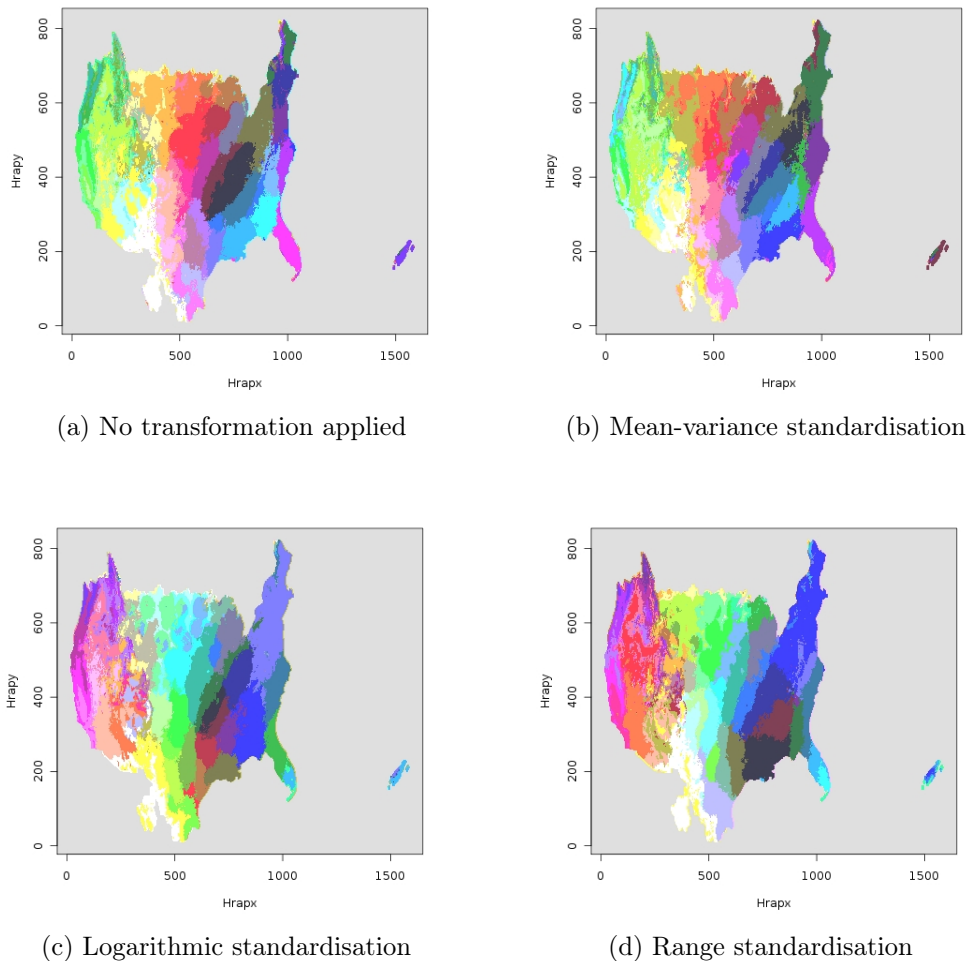 800
600
400
200
0
Hrapy
0 500 1000 1500
Hrapx
(a) No transformation applied
800
600
400
200
0
Hrapy
0 500 1000 1500
Hrapx
(b) Mean-variance standardisation
800
600
400
200
0
Hrapy
0 500 1000 1500
Hrapx
(c) Logarithmic standardisation
800
600
400
200
0
Hrapy
0 500 1000 1500
Hrapx
(d) Range standardisation